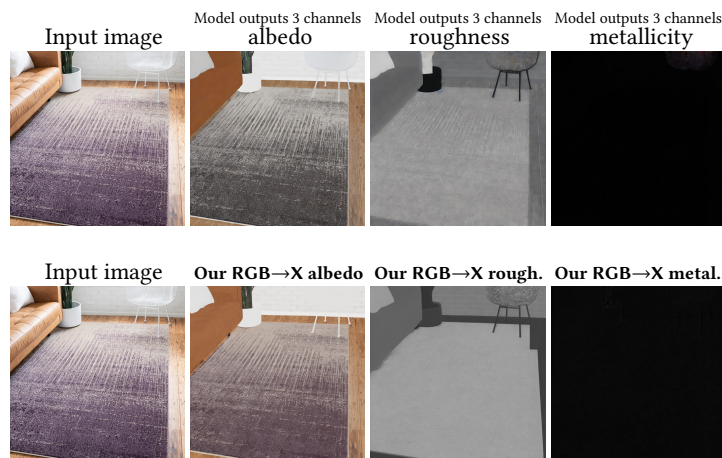 Model outputs 3 channels Model outputs 3 channels Model outputs 3 channels
Input image albedo roughness metallicity
Input image Our RGB→X albedo Our RGB→X rough. Our RGB→X metal.